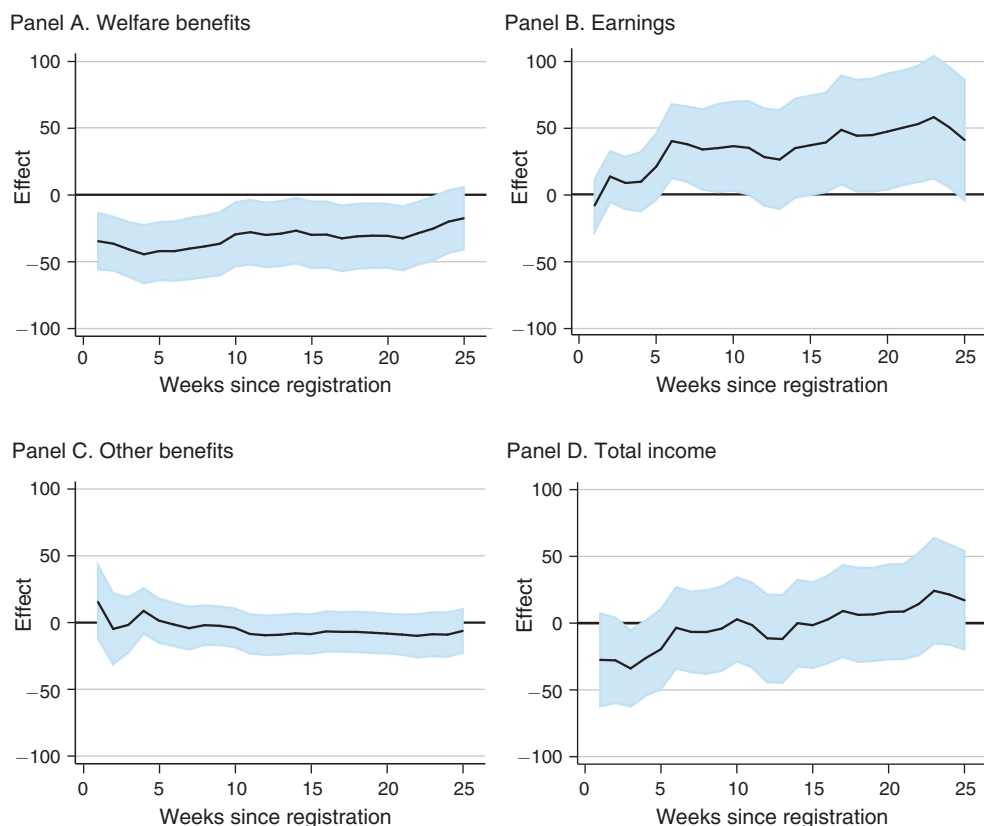 Panel A. Welfare benefits
100
50
0
−50
−100
Effect
0 5 10 15 20 25
Weeks since registration
Panel B. Earnings
100
50
0
−50
−100
Effect
0 5 10 15 20 25
Weeks since registration
Panel C. Other benefits
100
50
0
−50
−100
Effect
0 5 10 15 20 25
Weeks since registration
Panel D. Total income
100
50
0
−50
−100
Effect
0 5 10 15 20 25
Weeks since registration